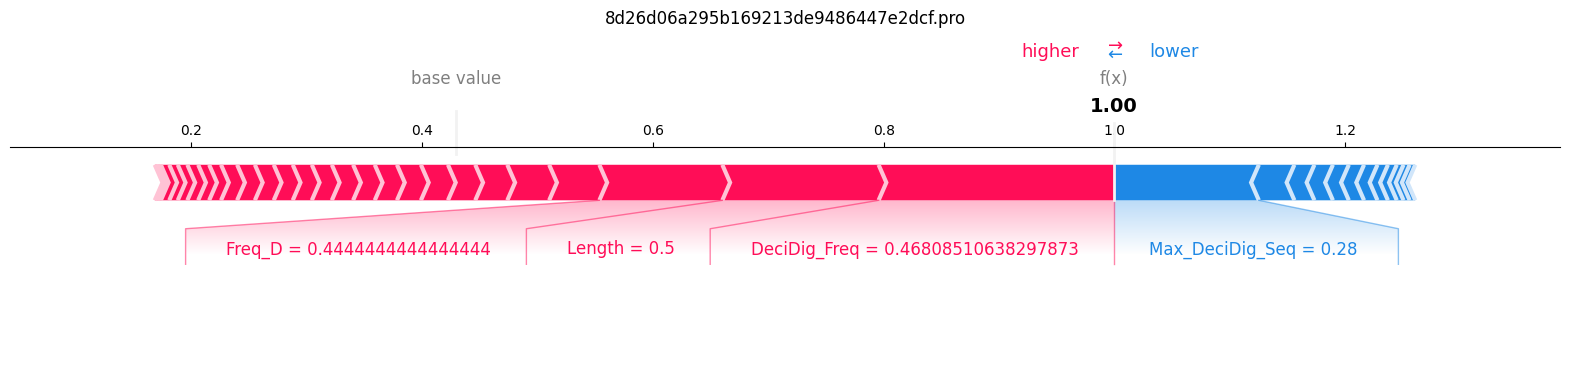 8d26d06a295b169213de9486447e2dcf.pro
higher ⇄ lower
base value f(x)
1.00
0.2 0.4 0.6 0.8 1.0 1.2
Freq_D = 0.4444444444444444 Length = 0.5 DeciDig_Freq = 0.46808510638297873 Max_DeciDig_Seq = 0.28